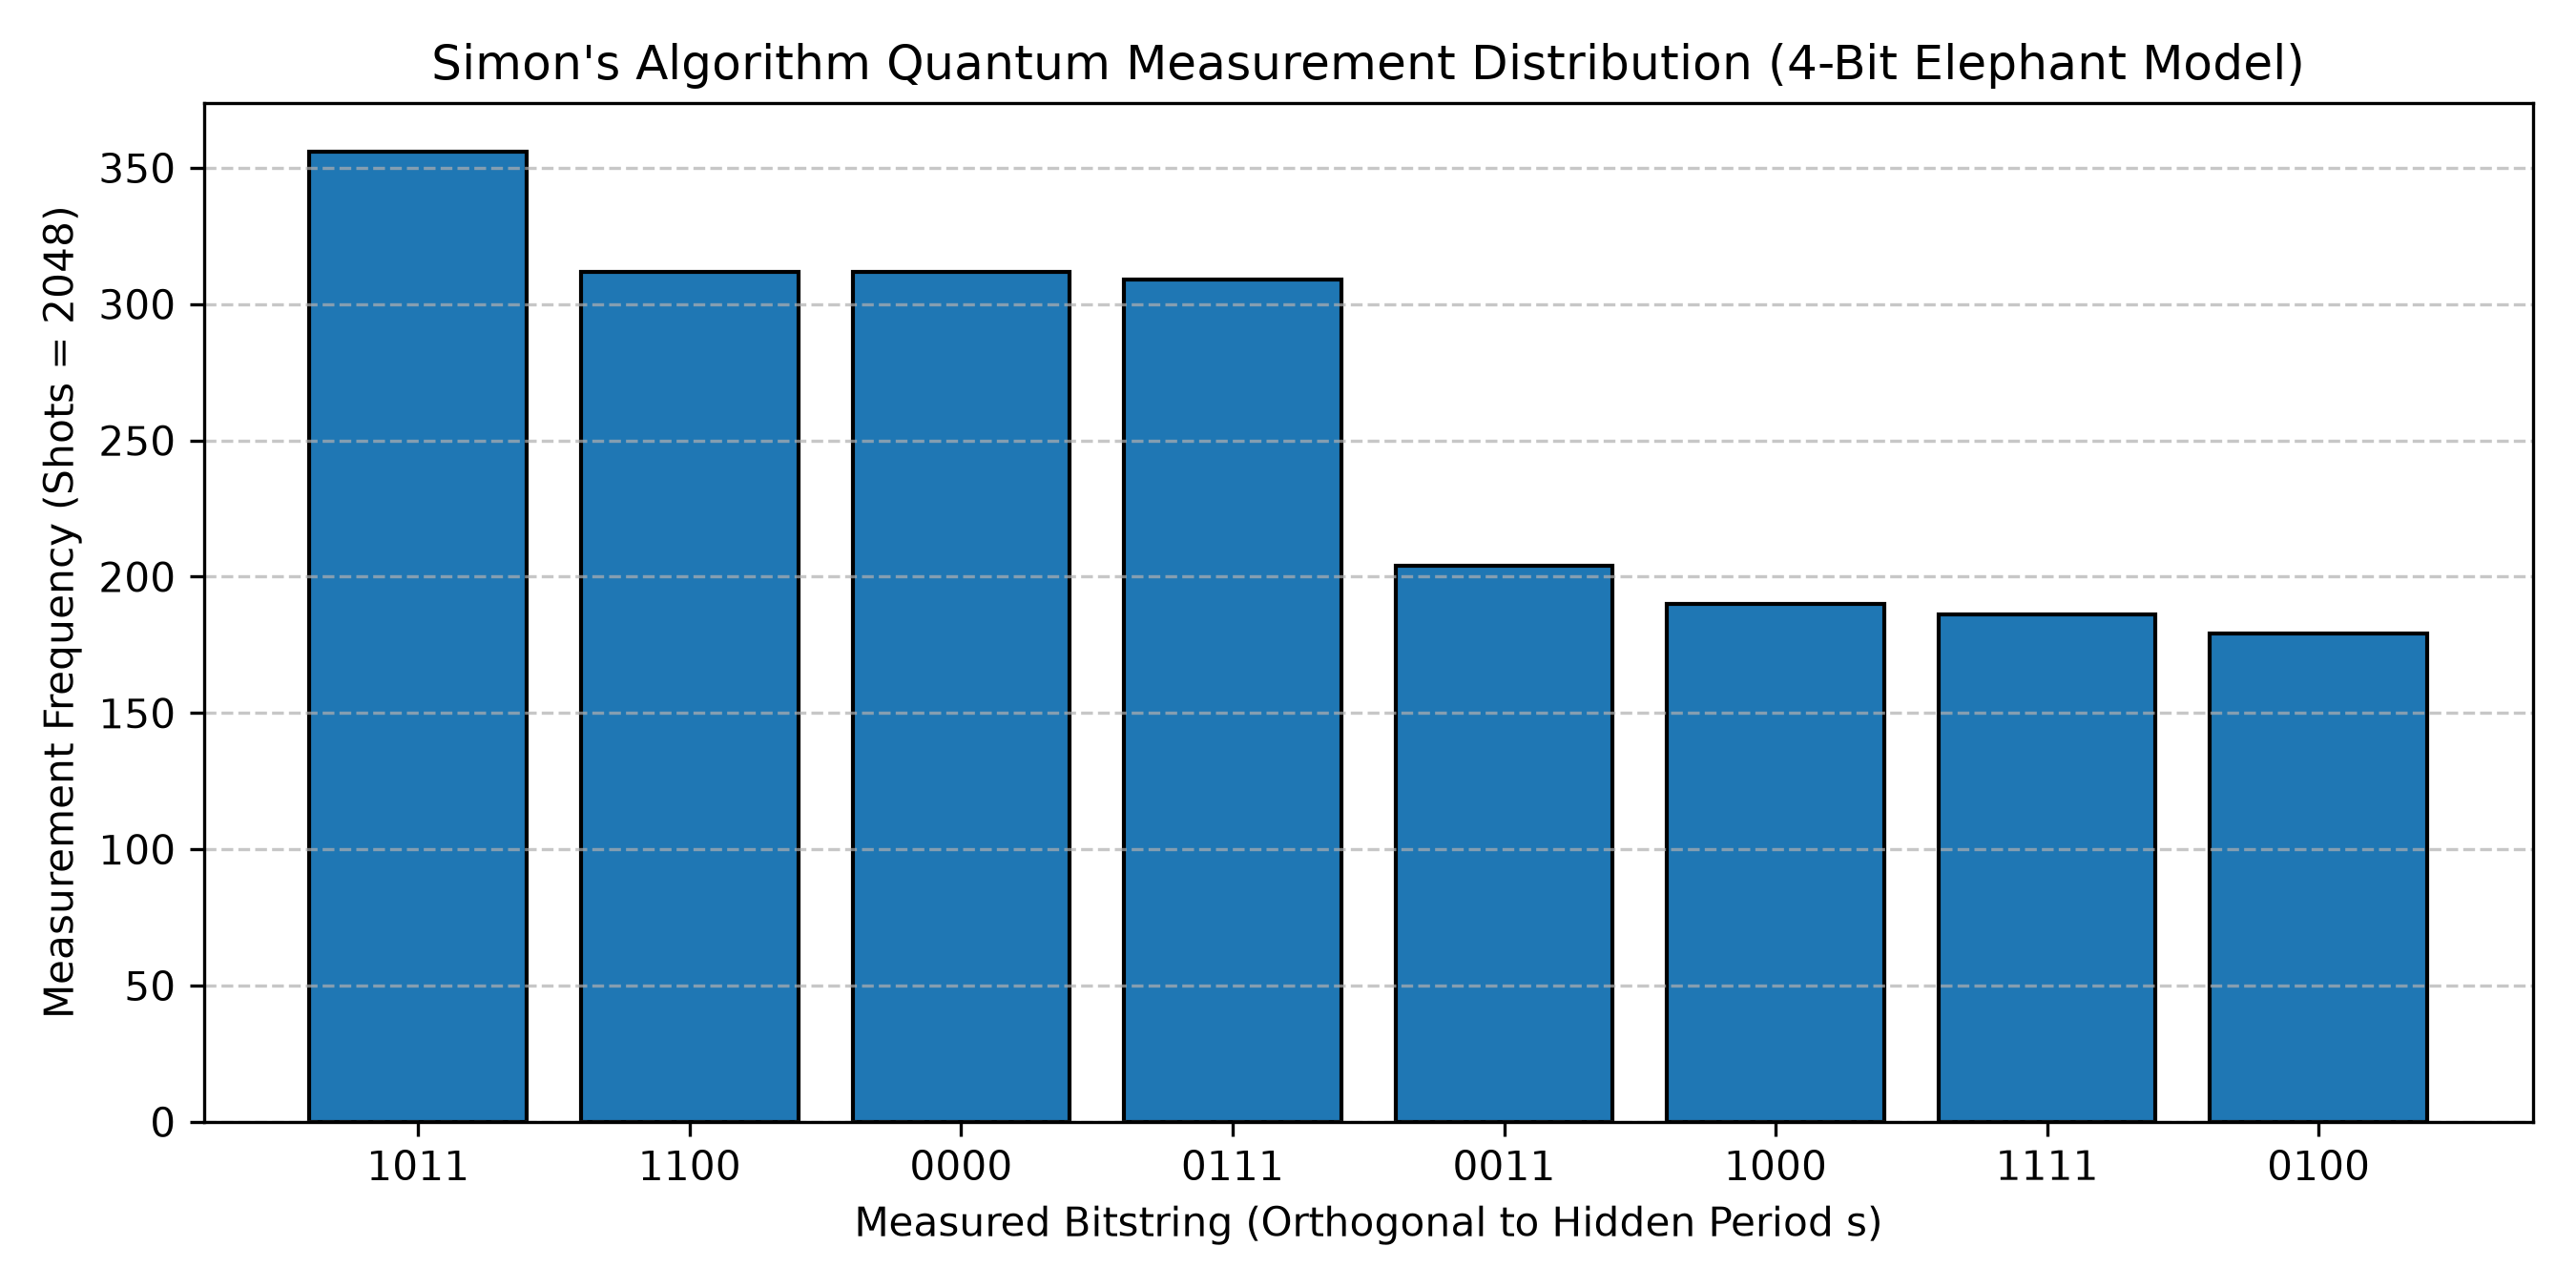 Simon's Algorithm Quantum Measurement Distribution (4-Bit Elephant Model)
Measurement Frequency (Shots = 2048)
350
300
250
200
150
100
50
0
1011 1100 0000 0111 0011 1000 1111 0100
Measured Bitstring (Orthogonal to Hidden Period s)